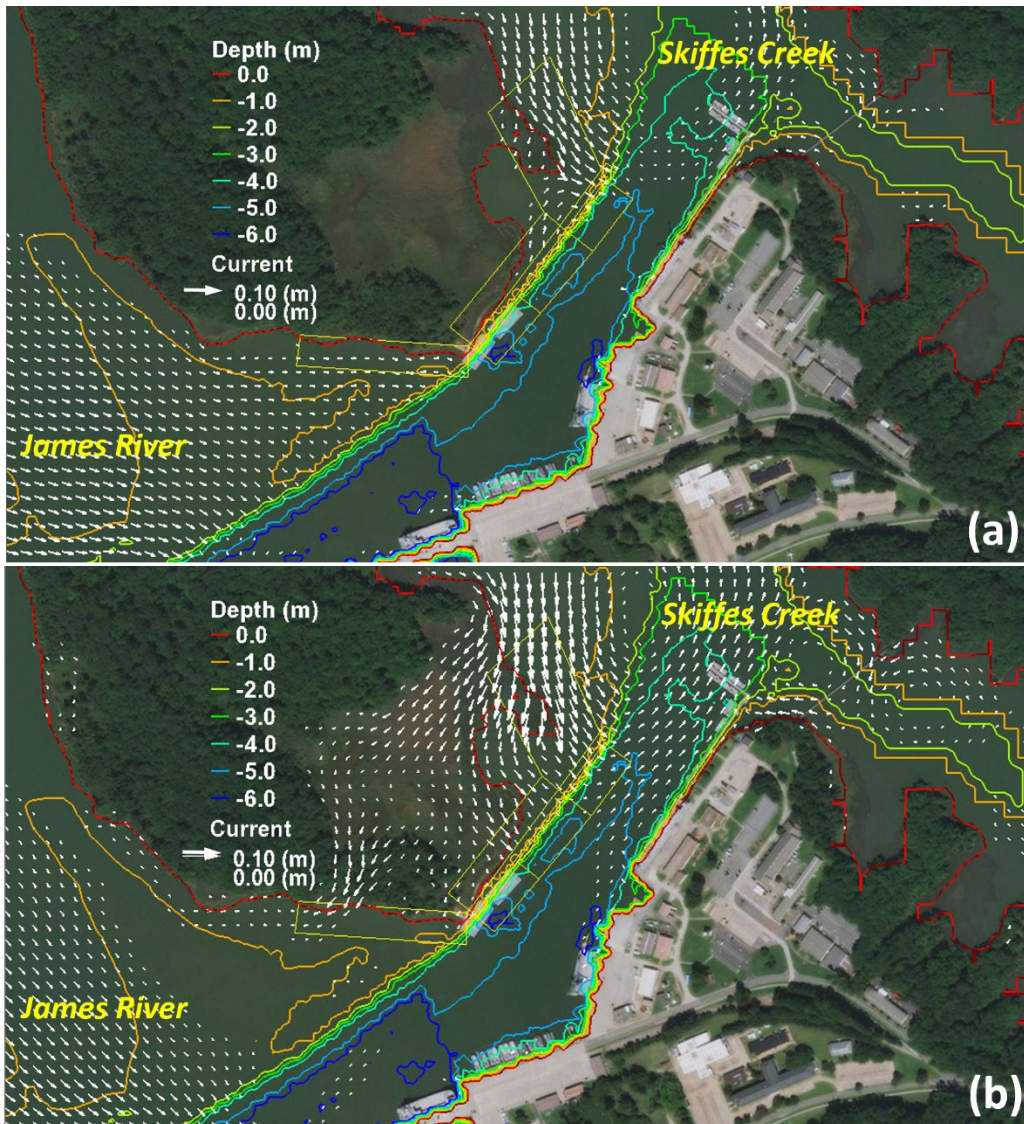 Depth (m)
0.0
-1.0
-2.0
-3.0
-4.0
-5.0
-6.0
Current
0.10 (m)
0.00 (m)
Skiffes Creek
James River
(a)
Depth (m)
0.0
-1.0
-2.0
-3.0
-4.0
-5.0
-6.0
Current
0.10 (m)
0.00 (m)
Skiffes Creek
James River
(b)